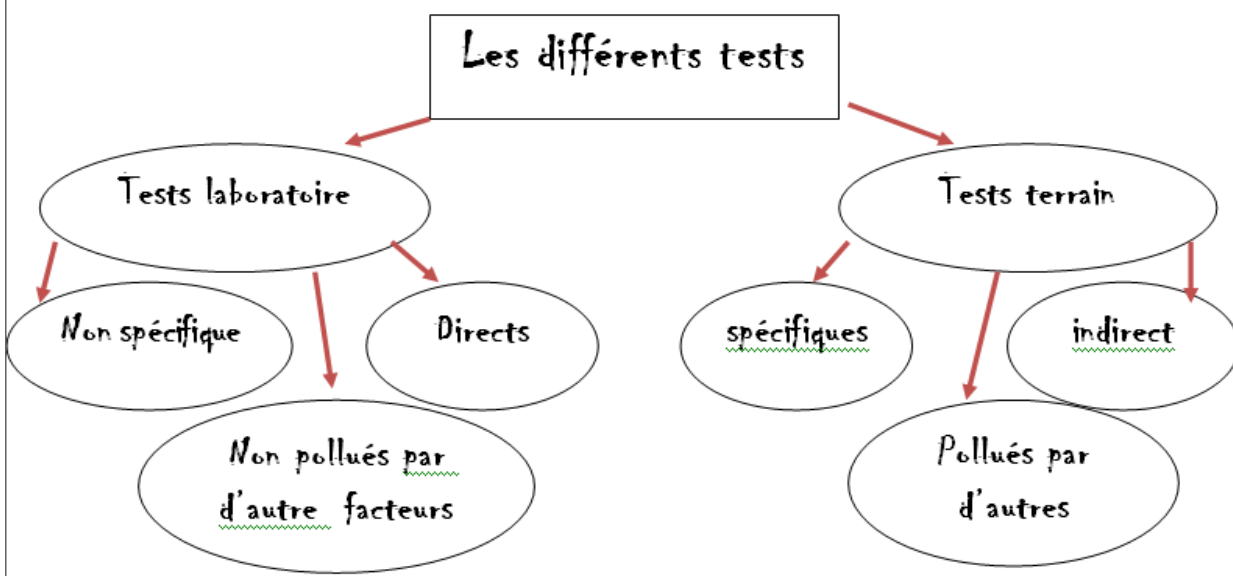 Les différents tests
Tests laboratoire
Tests terrain
Non spécifique
Directs
spécifiques
indirect
Non pollués par
d'autre facteurs
Pollués par
d'autres